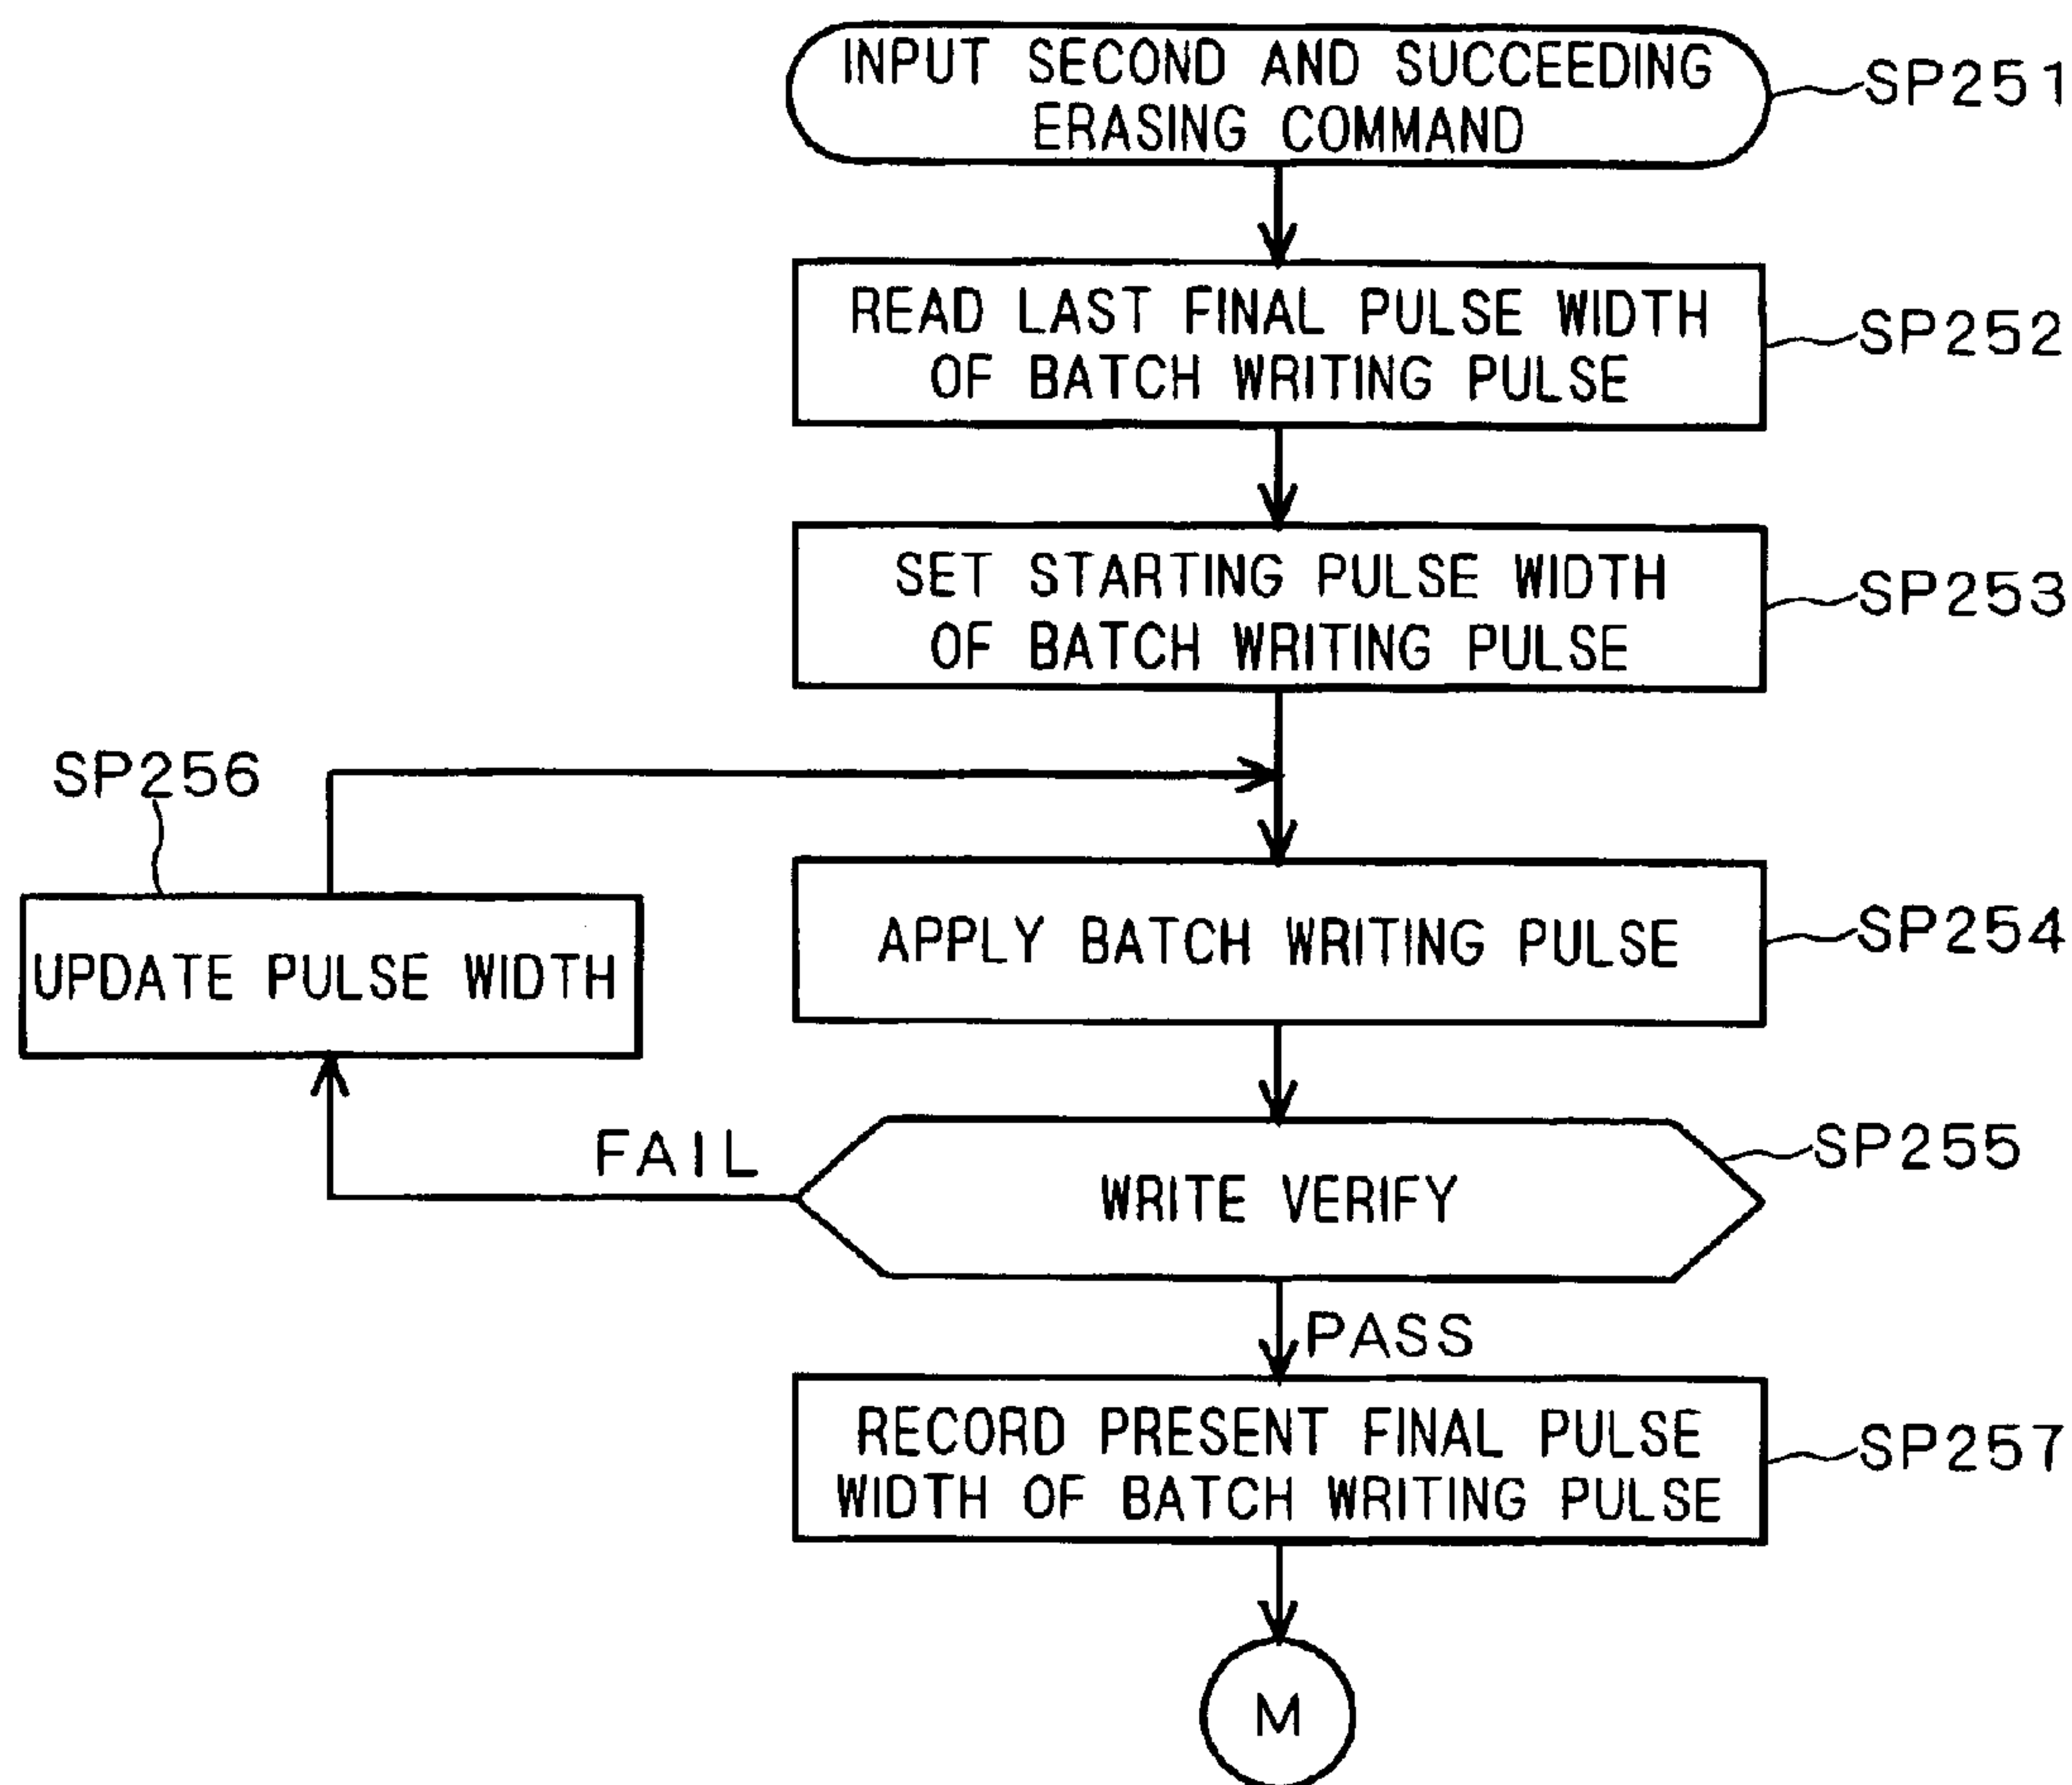 INPUT SECOND AND SUCCEEDING
ERASING COMMAND
SP251
READ LAST FINAL PULSE WIDTH
OF BATCH WRITING PULSE
SP252
SET STARTING PULSE WIDTH
OF BATCH WRITING PULSE
SP253
SP256
UPDATE PULSE WIDTH
APPLY BATCH WRITING PULSE
SP254
FAIL
WRITE VERIFY
SP255
PASS
RECORD PRESENT FINAL PULSE
WIDTH OF BATCH WRITING PULSE
SP257
M